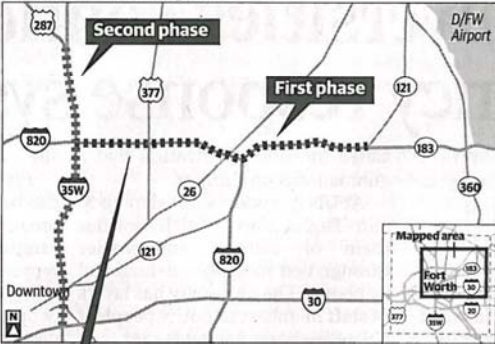 D/FW
Airport
287
Second phase
377
First phase
121
820
183
35W
26
360
121
820
Mapped area
Downtown
30
Fort
Worth
183
30
377
35W
30
N